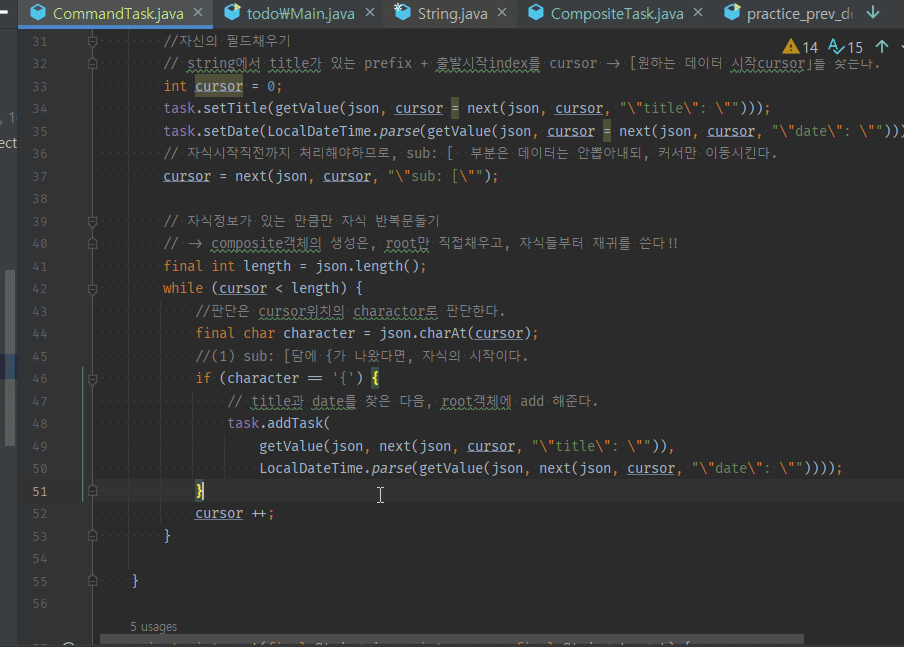 CommandTask.java
todo₩Main.java
String.java
CompositeTask.java
practice_prev_d
31 //자신의 필드채우기
14 15
32 // string에서 title가 있는 prefix + 출발시작index를 cursor → [원하는 데이터 시작cursor]를 찾는다.
33 int cursor = 0;
34 task.setTitle(getValue(json, cursor = next(json, cursor, "\"title\": \"")));
35 task.setDate(LocalDateTime.parse(getValue(json, cursor = next(json, cursor, "\"date\": \"")))
ect
36 // 자식시작직전까지 처리해야하므로, sub: [ 부분은 데이터는 안뽑아내되, 커서만 이동시킨다.
37 cursor = next(json, cursor, "\"sub: [\"");
38
39 // 자식정보가 있는 만큼만 자식 반복문돌기
40 // → composite객체의 생성은, root만 직접채우고, 자식들부터 재귀를 쓴다!!
41 final int length = json.length();
42 while (cursor < length) {
43 //판단은 cursor위치의 charactor로 판단한다.
44 final char character = json.charAt(cursor);
45 //(1) sub: [담에 {가 나왔다면, 자식의 시작이다.
46 if (character == '{') {
47 // title과 date를 찾은 다음, root객체에 add 해준다.
48 task.addTask(
49 getValue(json, next(json, cursor, "\"title\": \"")),
50 LocalDateTime.parse(getValue(json, next(json, cursor, "\"date\": \""))));
51 }
52 cursor ++;
53 }
54
55 }
56
5 usages